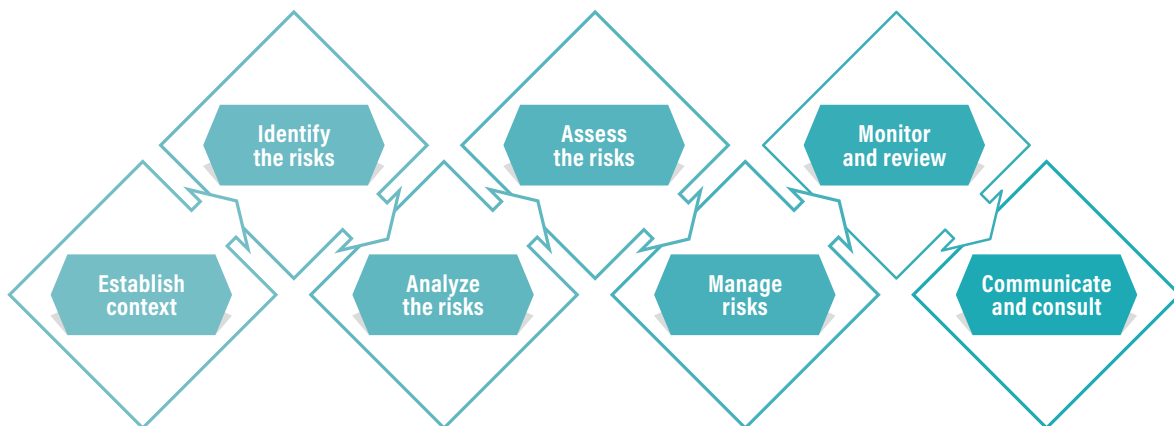 Identify
the risks
Assess
the risks
Monitor
and review
Establish
context
Analyze
the risks
Manage
risks
Communicate
and consult